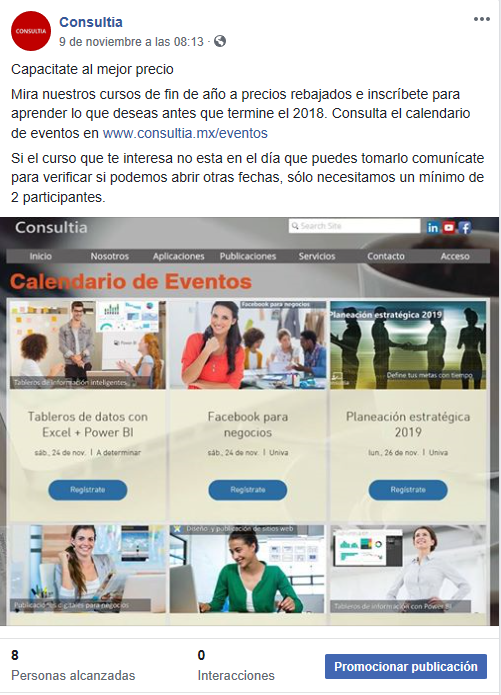 CONSULTIA
Consultia
9 de noviembre a las 08:13 ·
Capacitate al mejor precio
Mira nuestros cursos de fin de año a precios rebajados e inscríbete para
aprender lo que deseas antes que termine el 2018. Consulta el calendario
de eventos en www.consultia.mx/eventos
Si el curso que te interesa no esta en el día que puedes tomarlo comunícate
para verificar si podemos abrir otras fechas, sólo necesitamos un mínimo de
2 participantes.
Consultia
Search Site
in
f
Inicio Nosotros Aplicaciones Publicaciones Servicios Contacto Acceso
Calendario de Eventos
Power BI
Tableros de información inteligentes
Facebook para negocios
Planeación estratégica 2019
Define tus metas con tiempo
Tableros de datos con
Excel + Power BI
sáb., 24 de nov. | A determinar
Regístrate
Facebook para
negocios
sáb., 24 de nov. | Univa
Regístrate
Planeación estratégica
2019
lun., 26 de nov. | Univa
Regístrate
Publicaciones digitales para negocios
Diseño y publicación de sitios web
Tableros de información con Power BI
8
Personas alcanzadas
0
Interacciones
Promocionar publicación